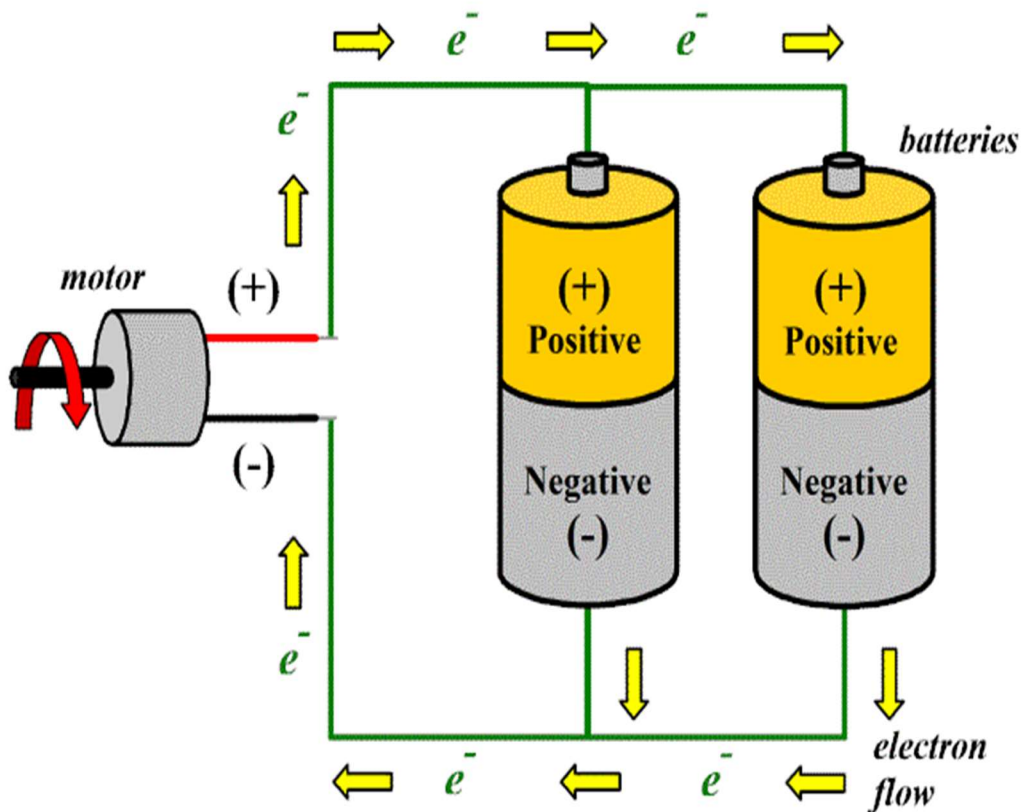 e⁻ e⁻
e⁻
batteries
motor
(+)
(+)
Positive
(+)
Positive
(-)
Negative
(-)
Negative
(-)
e⁻
e⁻ e⁻
electron
flow